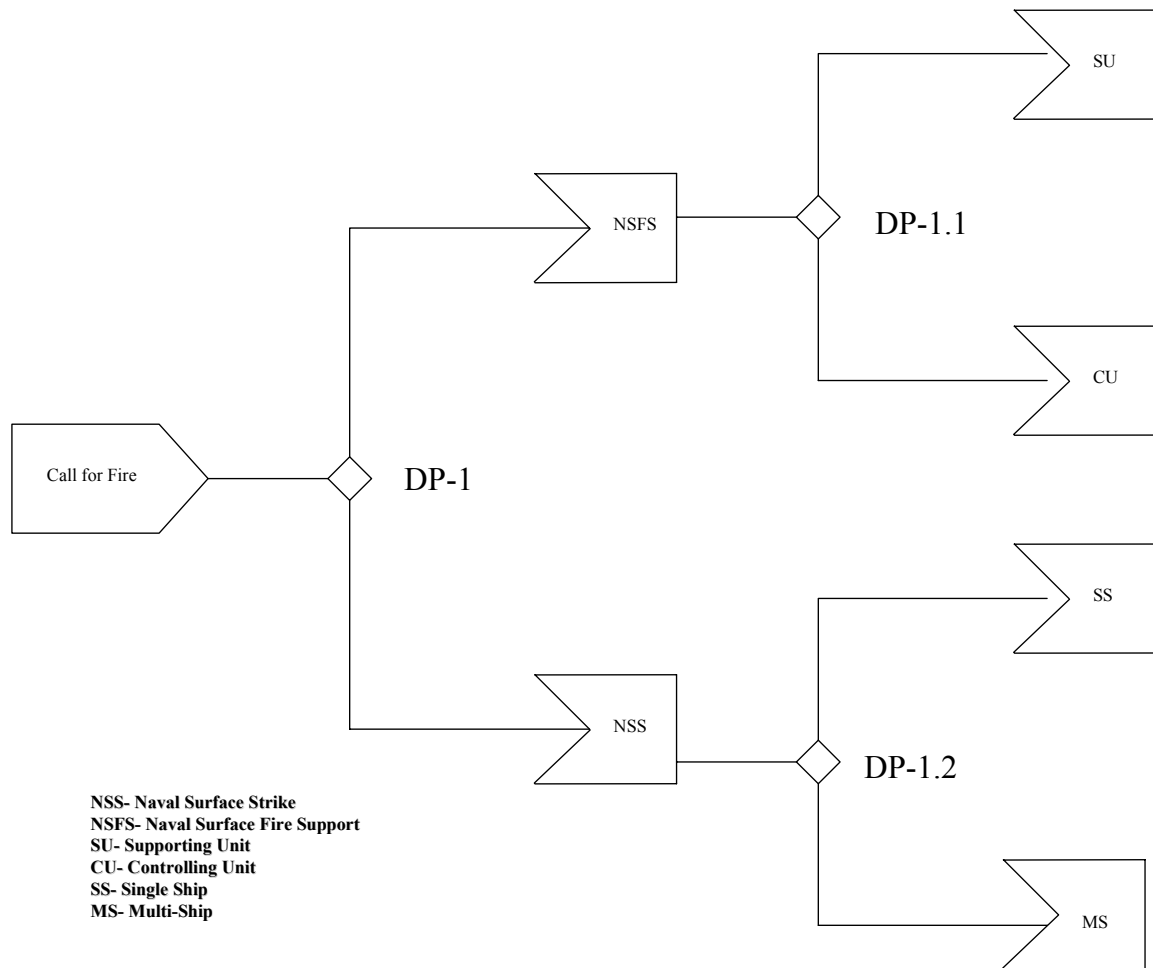 SU
NSFS
DP-1.1
CU
Call for Fire
DP-1
SS
NSS
DP-1.2
NSS- Naval Surface Strike
NSFS- Naval Surface Fire Support
SU- Supporting Unit
CU- Controlling Unit
SS- Single Ship
MS- Multi-Ship
MS